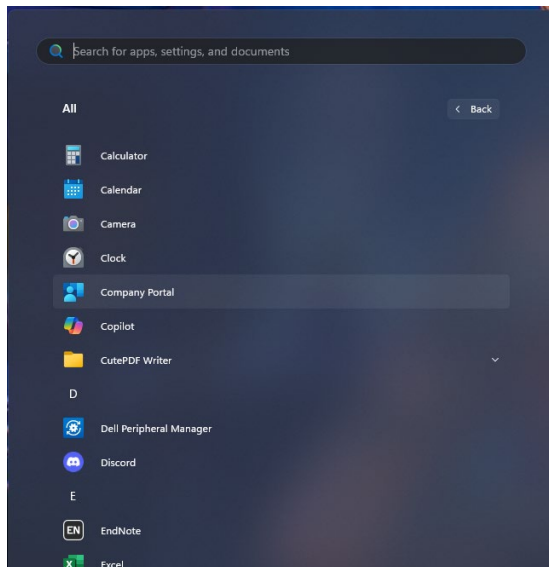 Search for apps, settings, and documents
All
Back
Calculator
Calendar
Camera
Clock
Company Portal
Copilot
CutePDF Writer
D
Dell Peripheral Manager
Discord
E
EN EndNote
X Excel